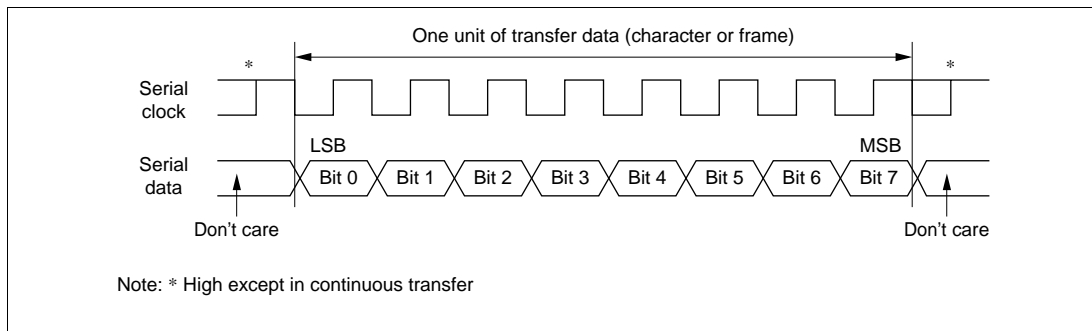 One unit of transfer data (character or frame)
* *
Serial
clock
LSB MSB
Serial
data
Bit 0 Bit 1 Bit 2 Bit 3 Bit 4 Bit 5 Bit 6 Bit 7
Don't care Don't care
Note: * High except in continuous transfer